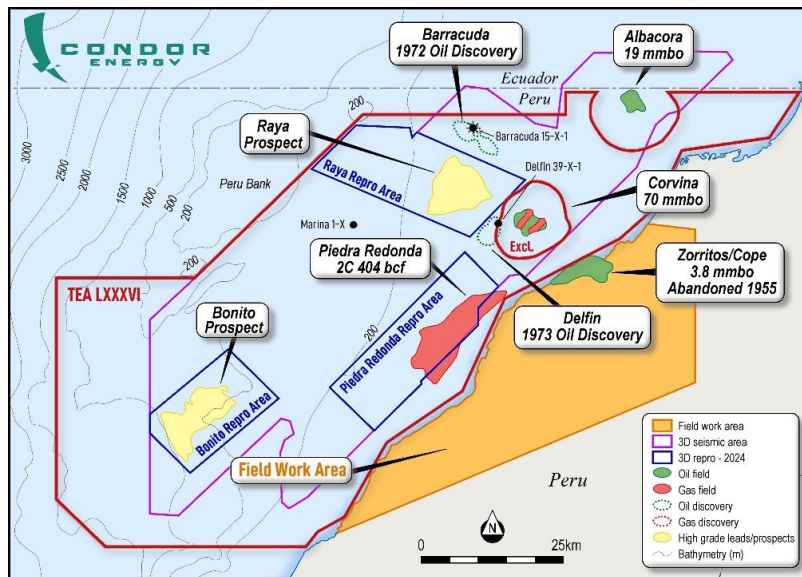 CONDOR
ENERGY
Barracuda
1972 Oil Discovery
Albacora
19 mmbo
Ecuador
Peru
200
3000
2500
2000
1500
1000
500
200
Raya
Prospect
Barracuda 15-X-1
Delfin 39-X-1
Raya Repro Area
Peru Bank
Corvina
70 mmbo
Marina 1-X
Excl.
200
Piedra Redonda
2C 404 bcf
Zorritos/Cope
3.8 mmbo
Abandoned 1955
TEA LXXXVI
Delfin
1973 Oil Discovery
Bonito
Prospect
200
Piedra Redonda Repro Area
Bonito Repro Area
Field Work Area
Peru
N
0
25km
Field work area
3D seismic area
3D repro - 2024
Oil field
Gas field
Oil discovery
Gas discovery
High grade leads/prospects
Bathymetry (m)